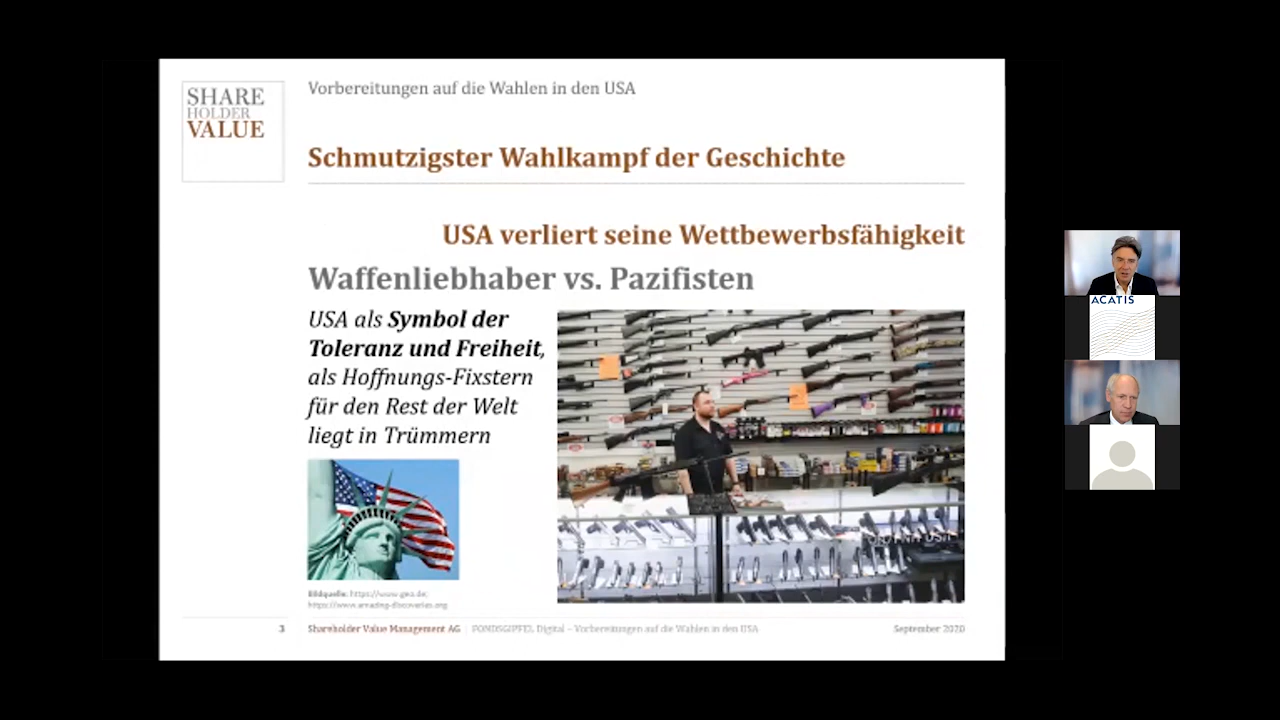 SHARE
HOLDER
VALUE
Vorbereitungen auf die Wahlen in den USA
Schmutzigster Wahlkampf der Geschichte
USA verliert seine Wettbewerbsfähigkeit
Waffenliebhaber vs. Pazifisten
USA als Symbol der
Toleranz und Freiheit,
als Hoffnungs-Fixstern
für den Rest der Welt
liegt in Trümmern
Bildquelle: https://www.geo.de;
https://www.amazing-discoveries.org
3 Shareholder Value Management AG | FONDSGIPFEL Digital – Vorbereitungen auf die Wahlen in den USA September 2020
ACATIS